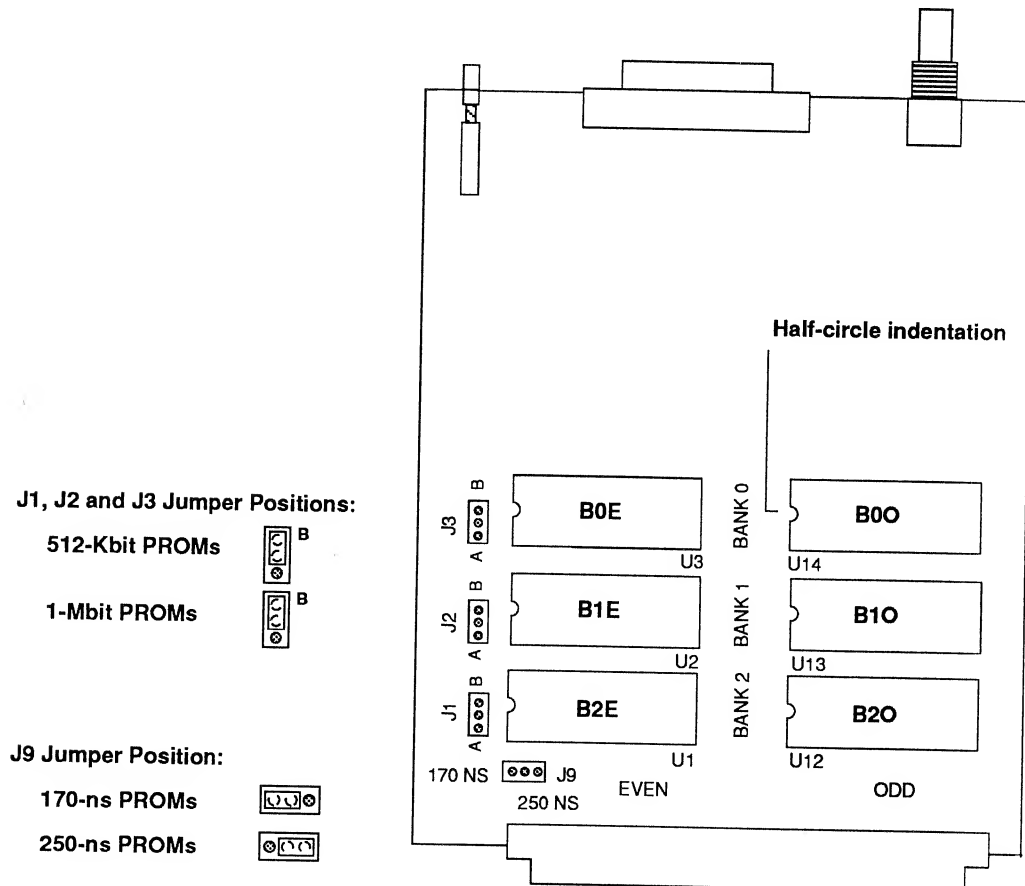 Half-circle indentation
J1, J2 and J3 Jumper Positions:
512-Kbit PROMs
B
1-Mbit PROMs
B
J9 Jumper Position:
170-ns PROMs
250-ns PROMs
B
J3
A
B0E
U3
BANK 0
B0O
U14
B
J2
A
B1E
U2
BANK 1
B1O
U13
B
J1
A
B2E
U1
BANK 2
B2O
U12
170 NS
J9
250 NS
EVEN
ODD